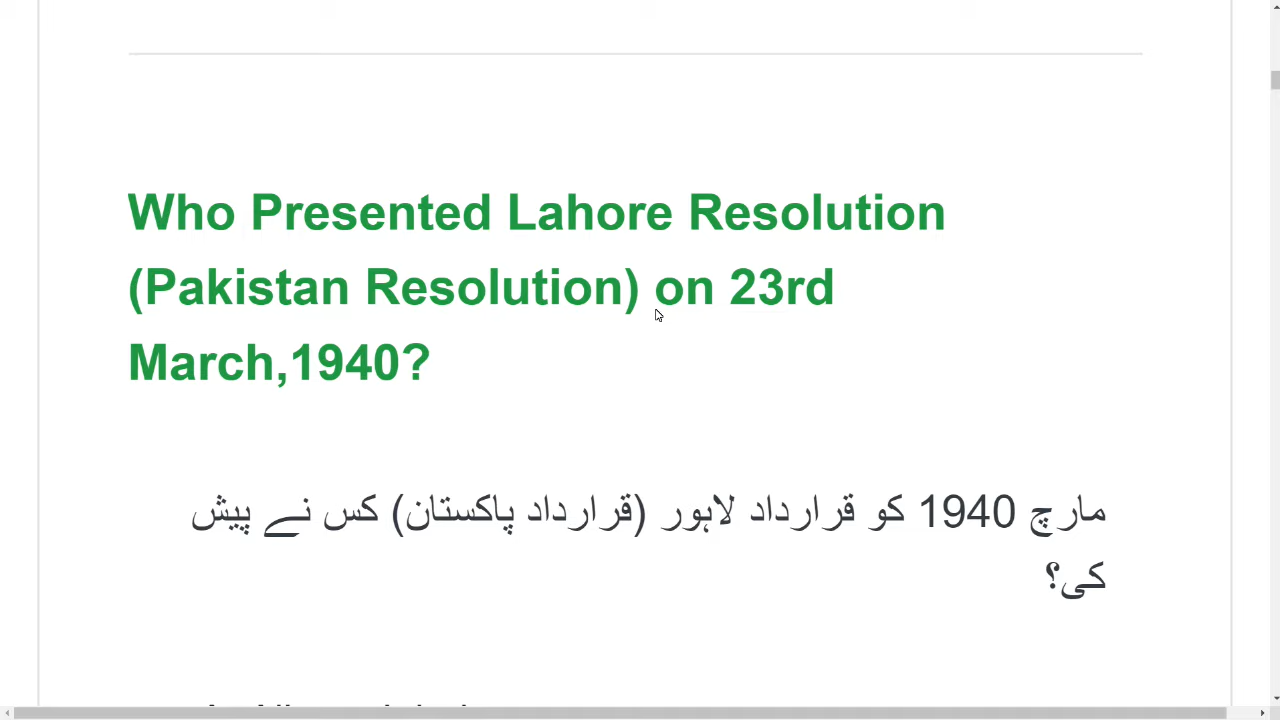 Who Presented Lahore Resolution
(Pakistan Resolution) on 23rd
March,1940?
مارچ 1940 کو قرارداد لاہور (قرارداد پاکستان) کس نے پیش
کی؟